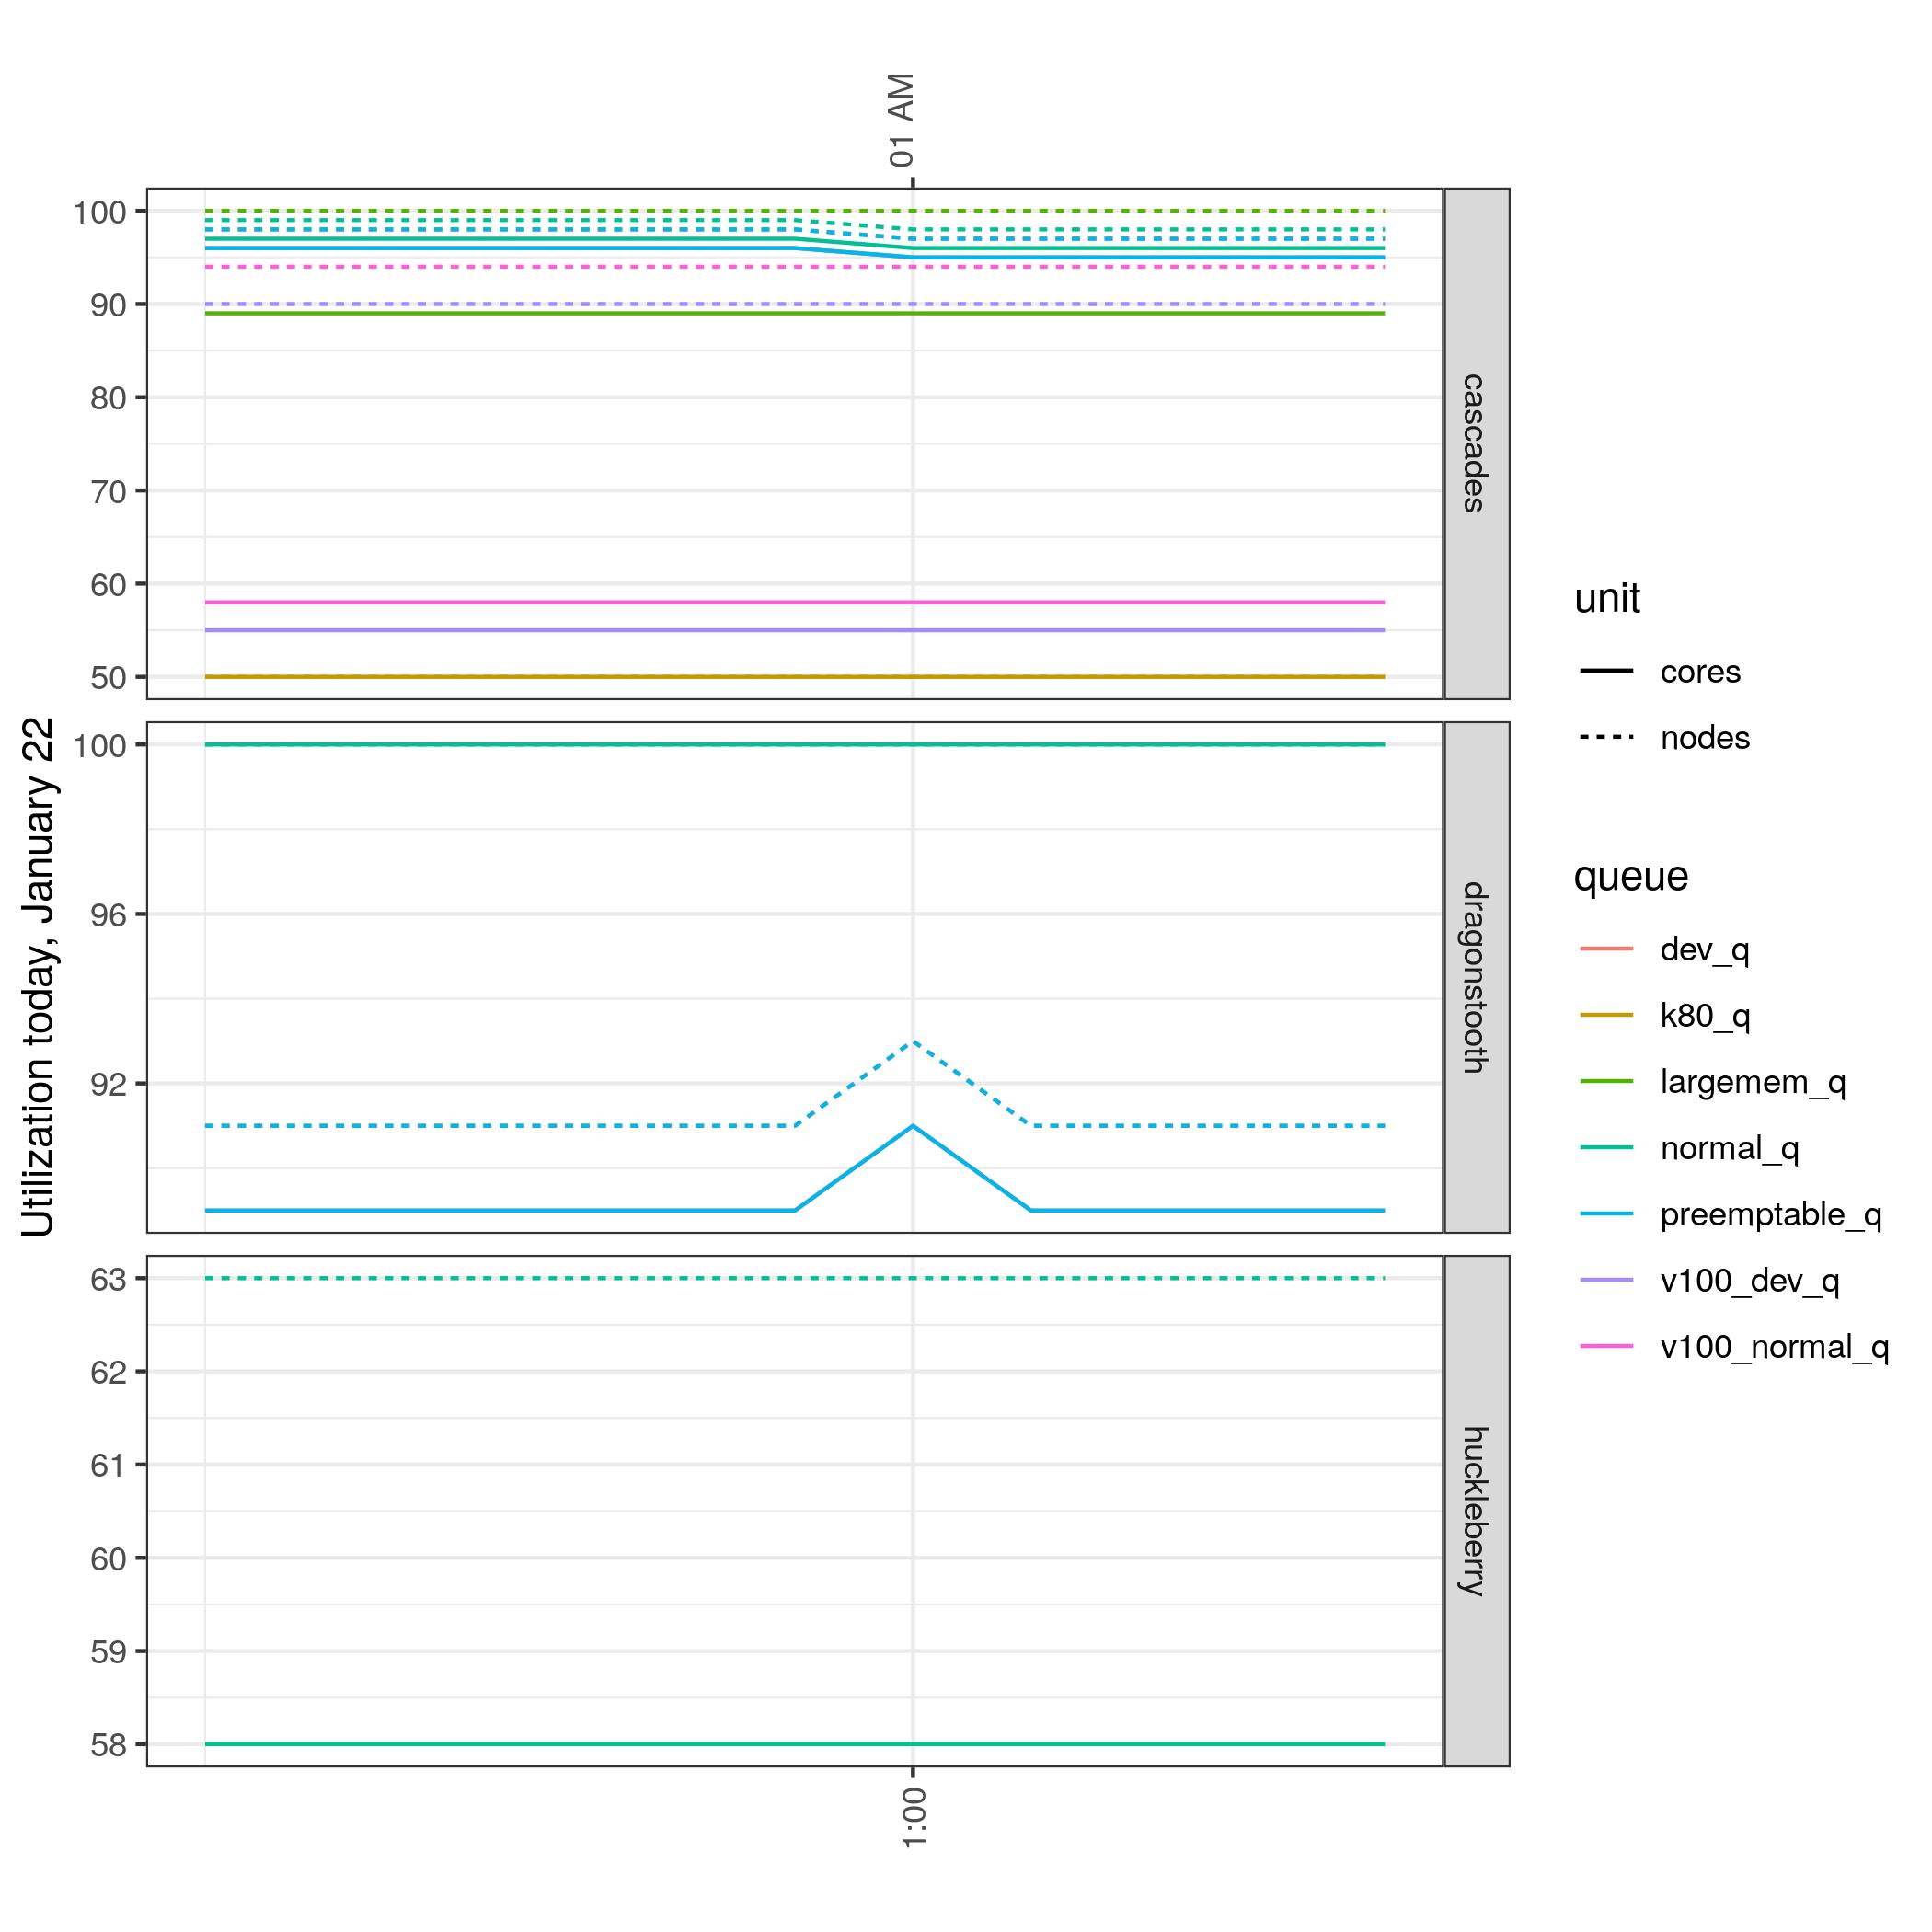 01 AM
100
90
80
70
60
50
cascades
100
96
92
dragonstooth
63
62
61
60
59
58
huckleberry
1:00
Utilization today, January 22
unit
cores
nodes
queue
dev_q
k80_q
largemem_q
normal_q
preemptable_q
v100_dev_q
v100_normal_q